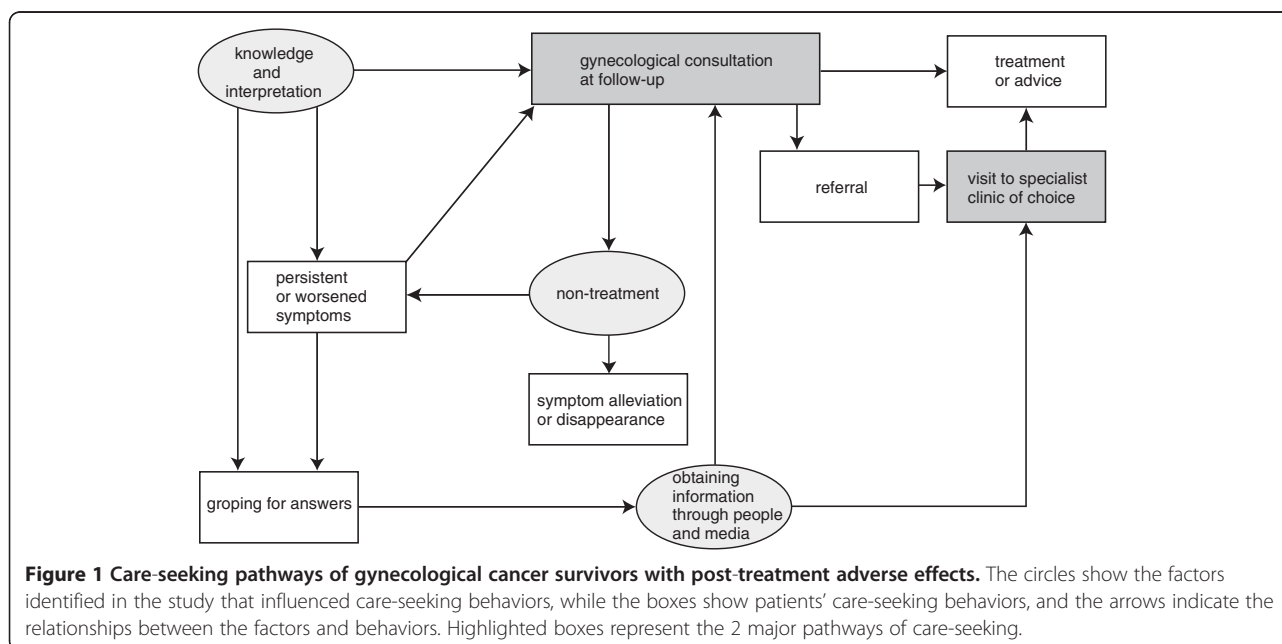 knowledge
and
interpretation
gynecological consultation
at follow-up
treatment
or advice
referral
visit to specialist
clinic of choice
persistent
or worsened
symptoms
non-treatment
symptom alleviation
or disappearance
groping for answers
obtaining
information
through people
and media
Figure 1 Care-seeking pathways of gynecological cancer survivors with post-treatment adverse effects. The circles show the factors
identified in the study that influenced care-seeking behaviors, while the boxes show patients' care-seeking behaviors, and the arrows indicate the
relationships between the factors and behaviors. Highlighted boxes represent the 2 major pathways of care-seeking.